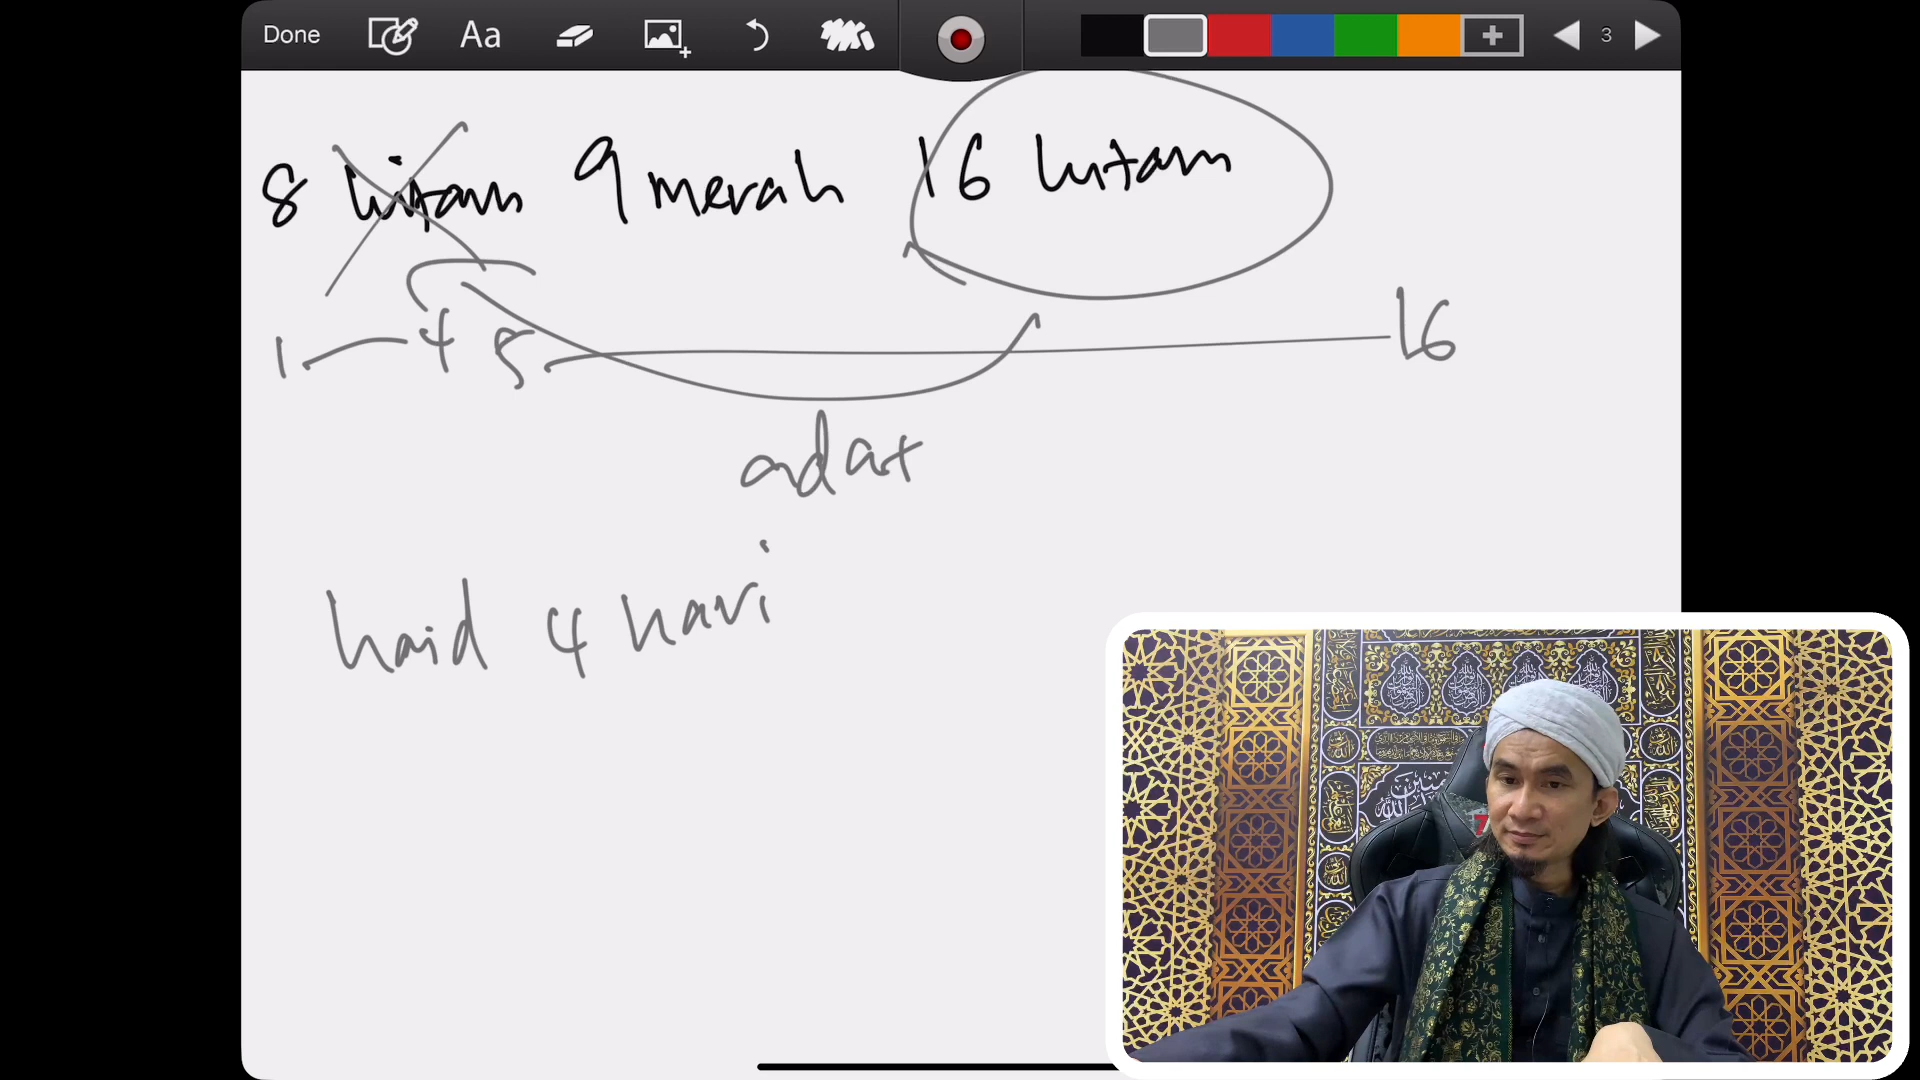 Done Aa 3
8 hitam 9 merah 16 hitam
1 4 5 16
adat
haid 4 hari